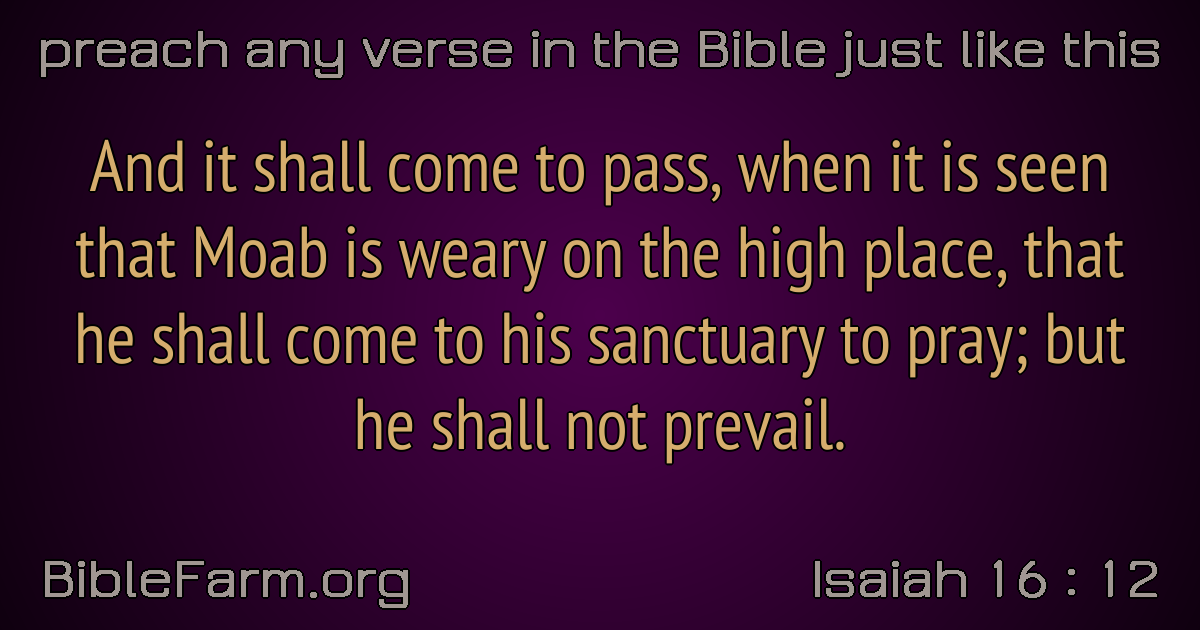 preach any verse in the Bible just like this
And it shall come to pass, when it is seen
that Moab is weary on the high place, that
he shall come to his sanctuary to pray; but
he shall not prevail.
BibleFarm.org
Isaiah 16 : 12